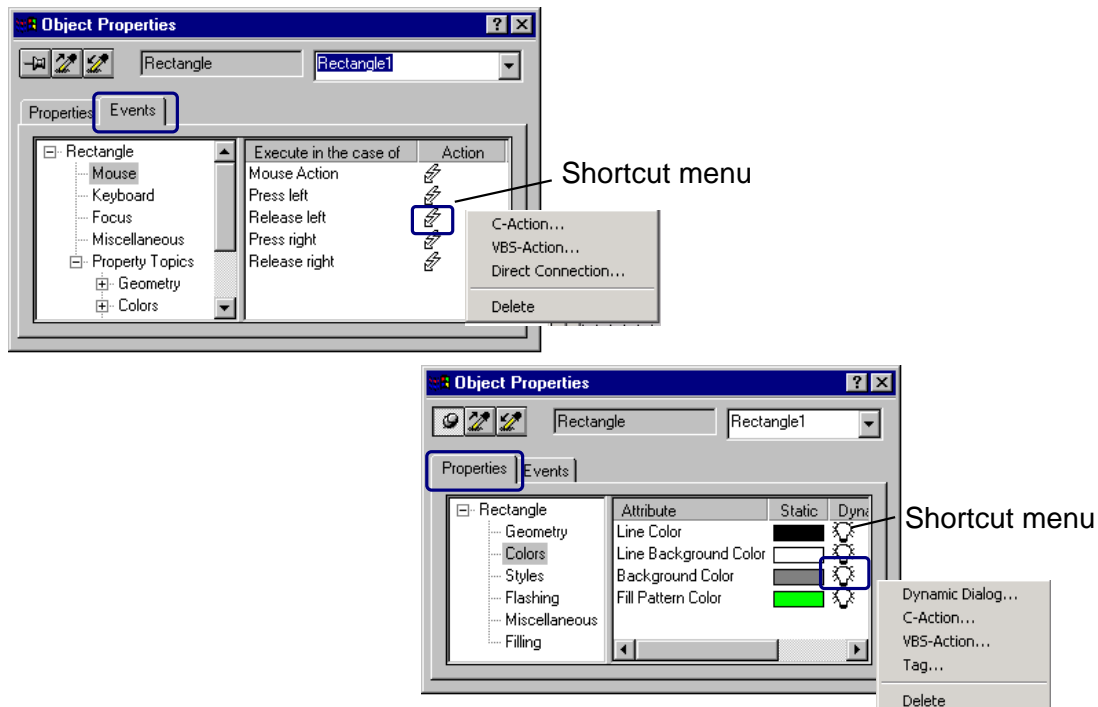 Object Properties
Rectangle Rectangle1
Properties Events
Rectangle
Mouse
Keyboard
Focus
Miscellaneous
Property Topics
Geometry
Colors
Execute in the case of Action
Mouse Action
Press left
Release left
Press right
Release right
Shortcut menu
C-Action...
VBS-Action...
Direct Connection...
Delete
Object Properties
Rectangle Rectangle1
Properties Events
Rectangle
Geometry
Colors
Styles
Flashing
Miscellaneous
Filling
Attribute Static Dyna
Line Color
Line Background Color
Background Color
Fill Pattern Color
Shortcut menu
Dynamic Dialog...
C-Action...
VBS-Action...
Tag...
Delete